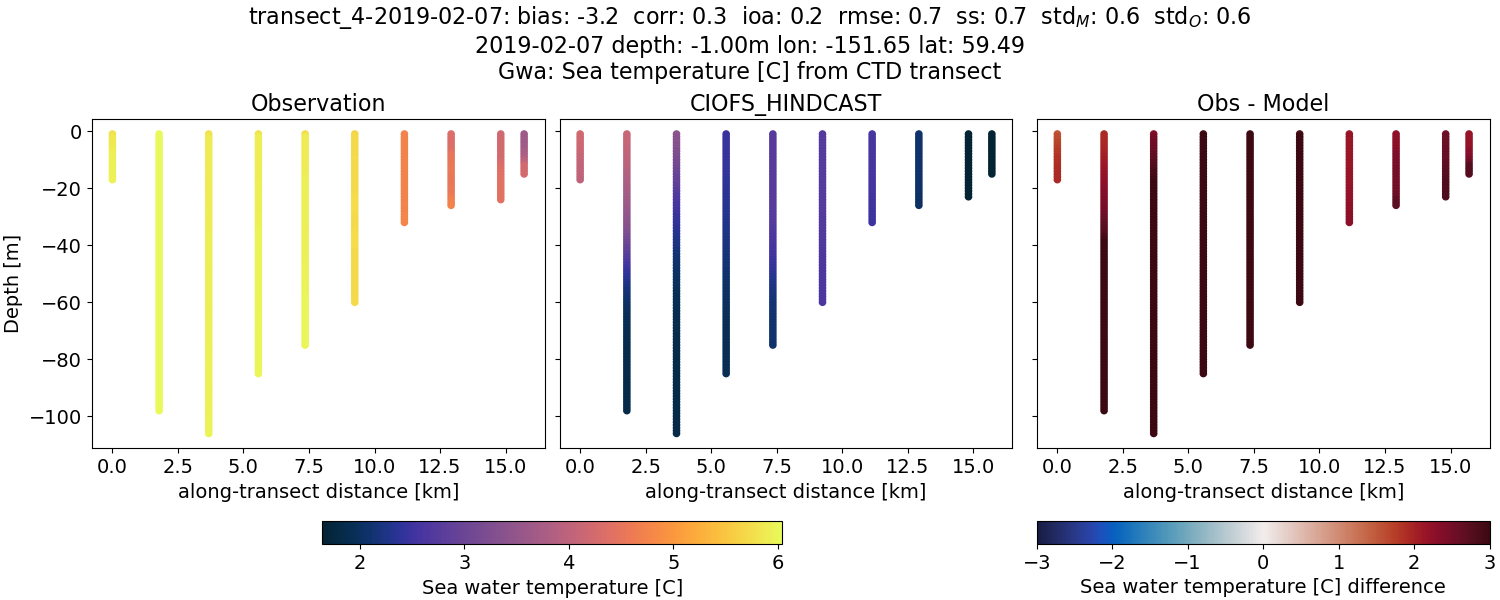 transect_4-2019-02-07: bias: -3.2 corr: 0.3 ioa: 0.2 rmse: 0.7 ss: 0.7 std_M: 0.6 std_O: 0.6
2019-02-07 depth: -1.00m lon: -151.65 lat: 59.49
Gwa: Sea temperature [C] from CTD transect
Observation
CIOFS_HINDCAST
Obs - Model
Depth [m]
0
−20
−40
−60
−80
−100
0.0 2.5 5.0 7.5 10.0 12.5 15.0
0.0 2.5 5.0 7.5 10.0 12.5 15.0
0.0 2.5 5.0 7.5 10.0 12.5 15.0
along-transect distance [km]
along-transect distance [km]
along-transect distance [km]
2 3 4 5 6
Sea water temperature [C]
−3 −2 −1 0 1 2 3
Sea water temperature [C] difference